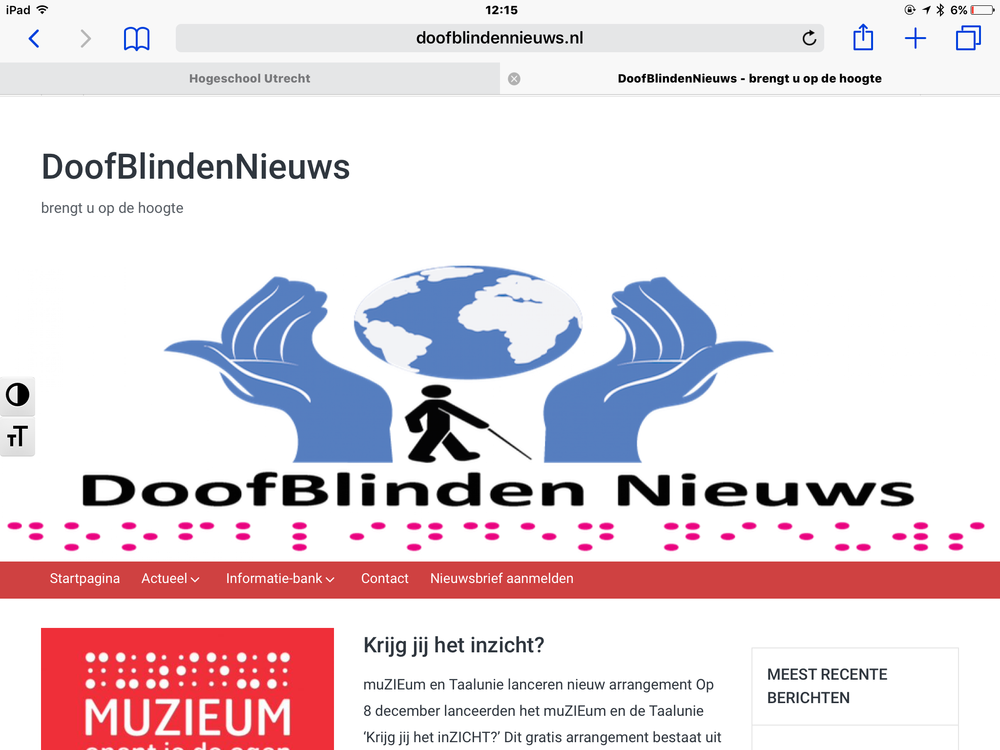 iPad 12:15 6%
doofblindennieuws.nl
Hogeschool Utrecht DoofBlindenNieuws - brengt u op de hoogte
DoofBlindenNieuws
brengt u op de hoogte
DoofBlinden Nieuws
Startpagina Actueel Informatie-bank Contact Nieuwsbrief aanmelden
MUZIEUM
Krijg jij het inzicht?
muZIEum en Taalunie lanceren nieuw arrangement Op
8 december lanceerden het muZIEum en de Taalunie
‘Krijg jij het inZICHT?’ Dit gratis arrangement bestaat uit
MEEST RECENTE
BERICHTEN